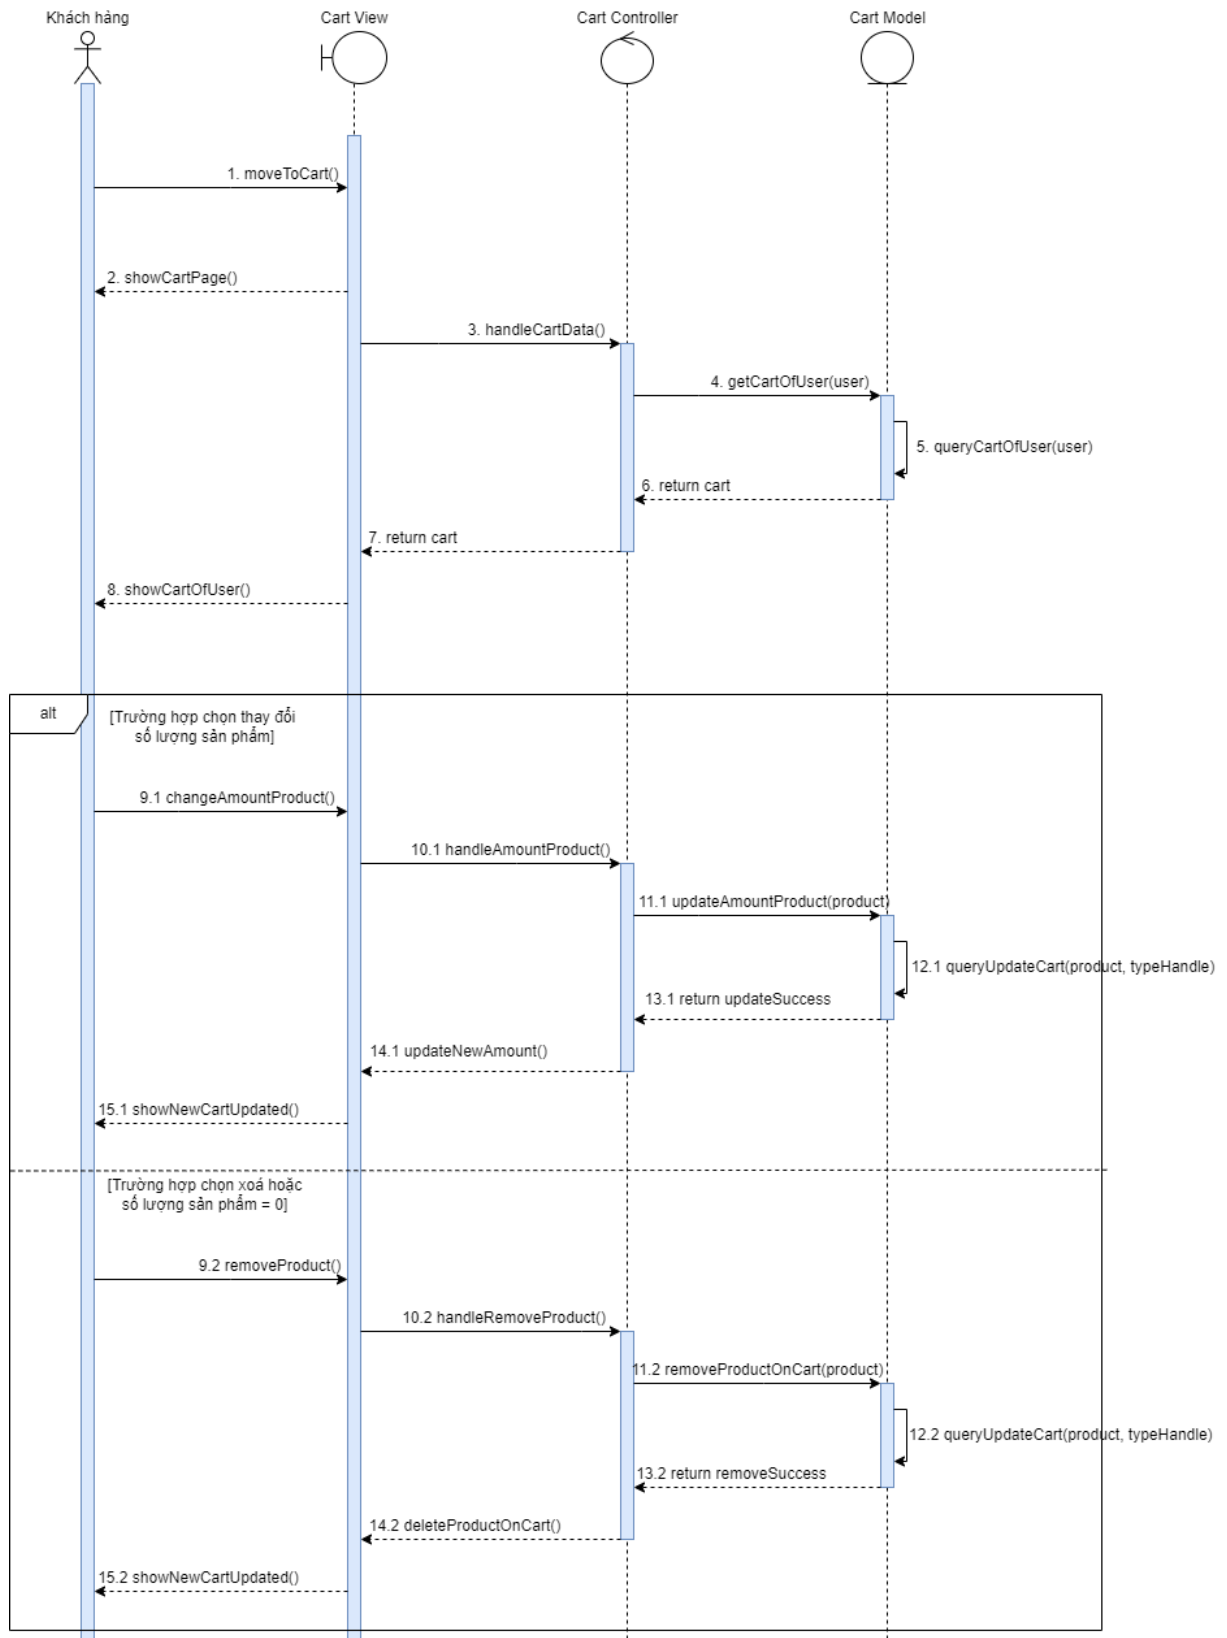 Khách hàng
Cart View
Cart Controller
Cart Model
1. moveToCart()
2. showCartPage()
3. handleCartData()
4. getCartOfUser(user)
5. queryCartOfUser(user)
6. return cart
7. return cart
8. showCartOfUser()
alt
[Trường hợp chọn thay đổi
số lượng sản phẩm]
9.1 changeAmountProduct()
10.1 handleAmountProduct()
11.1 updateAmountProduct(product)
12.1 queryUpdateCart(product, typeHandle)
13.1 return updateSuccess
14.1 updateNewAmount()
15.1 showNewCartUpdated()
[Trường hợp chọn xoá hoặc
số lượng sản phẩm = 0]
9.2 removeProduct()
10.2 handleRemoveProduct()
11.2 removeProductOnCart(product)
12.2 queryUpdateCart(product, typeHandle)
13.2 return removeSuccess
14.2 deleteProductOnCart()
15.2 showNewCartUpdated()